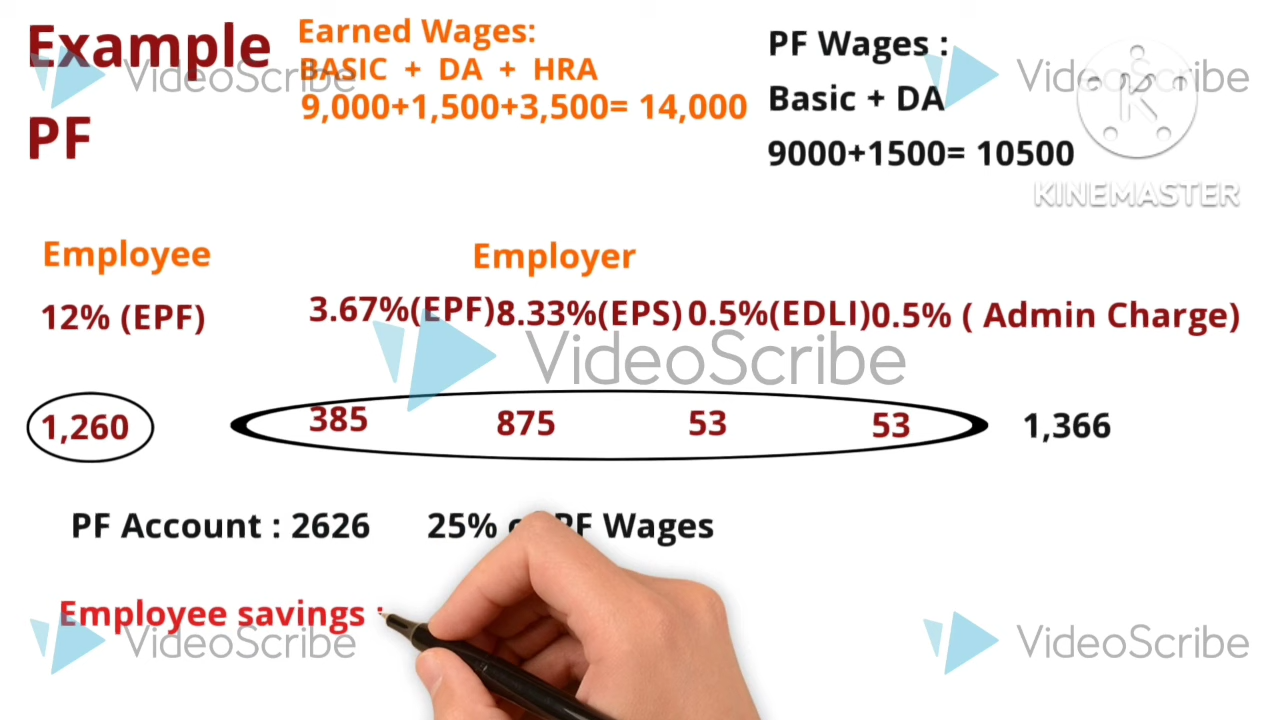 Example
PF
Earned Wages:
BASIC + DA + HRA
9,000+1,500+3,500= 14,000
PF Wages :
Basic + DA
9000+1500= 10500
KINEMASTER
Employee
Employer
12% (EPF)
3.67%(EPF) 8.33%(EPS) 0.5%(EDLI) 0.5% ( Admin Charge)
1,260
385 875 53 53
1,366
PF Account : 2626
25% PF Wages
Employee savings :
VideoScribe
VideoScribe
VideoScribe
VideoScribe
VideoScribe